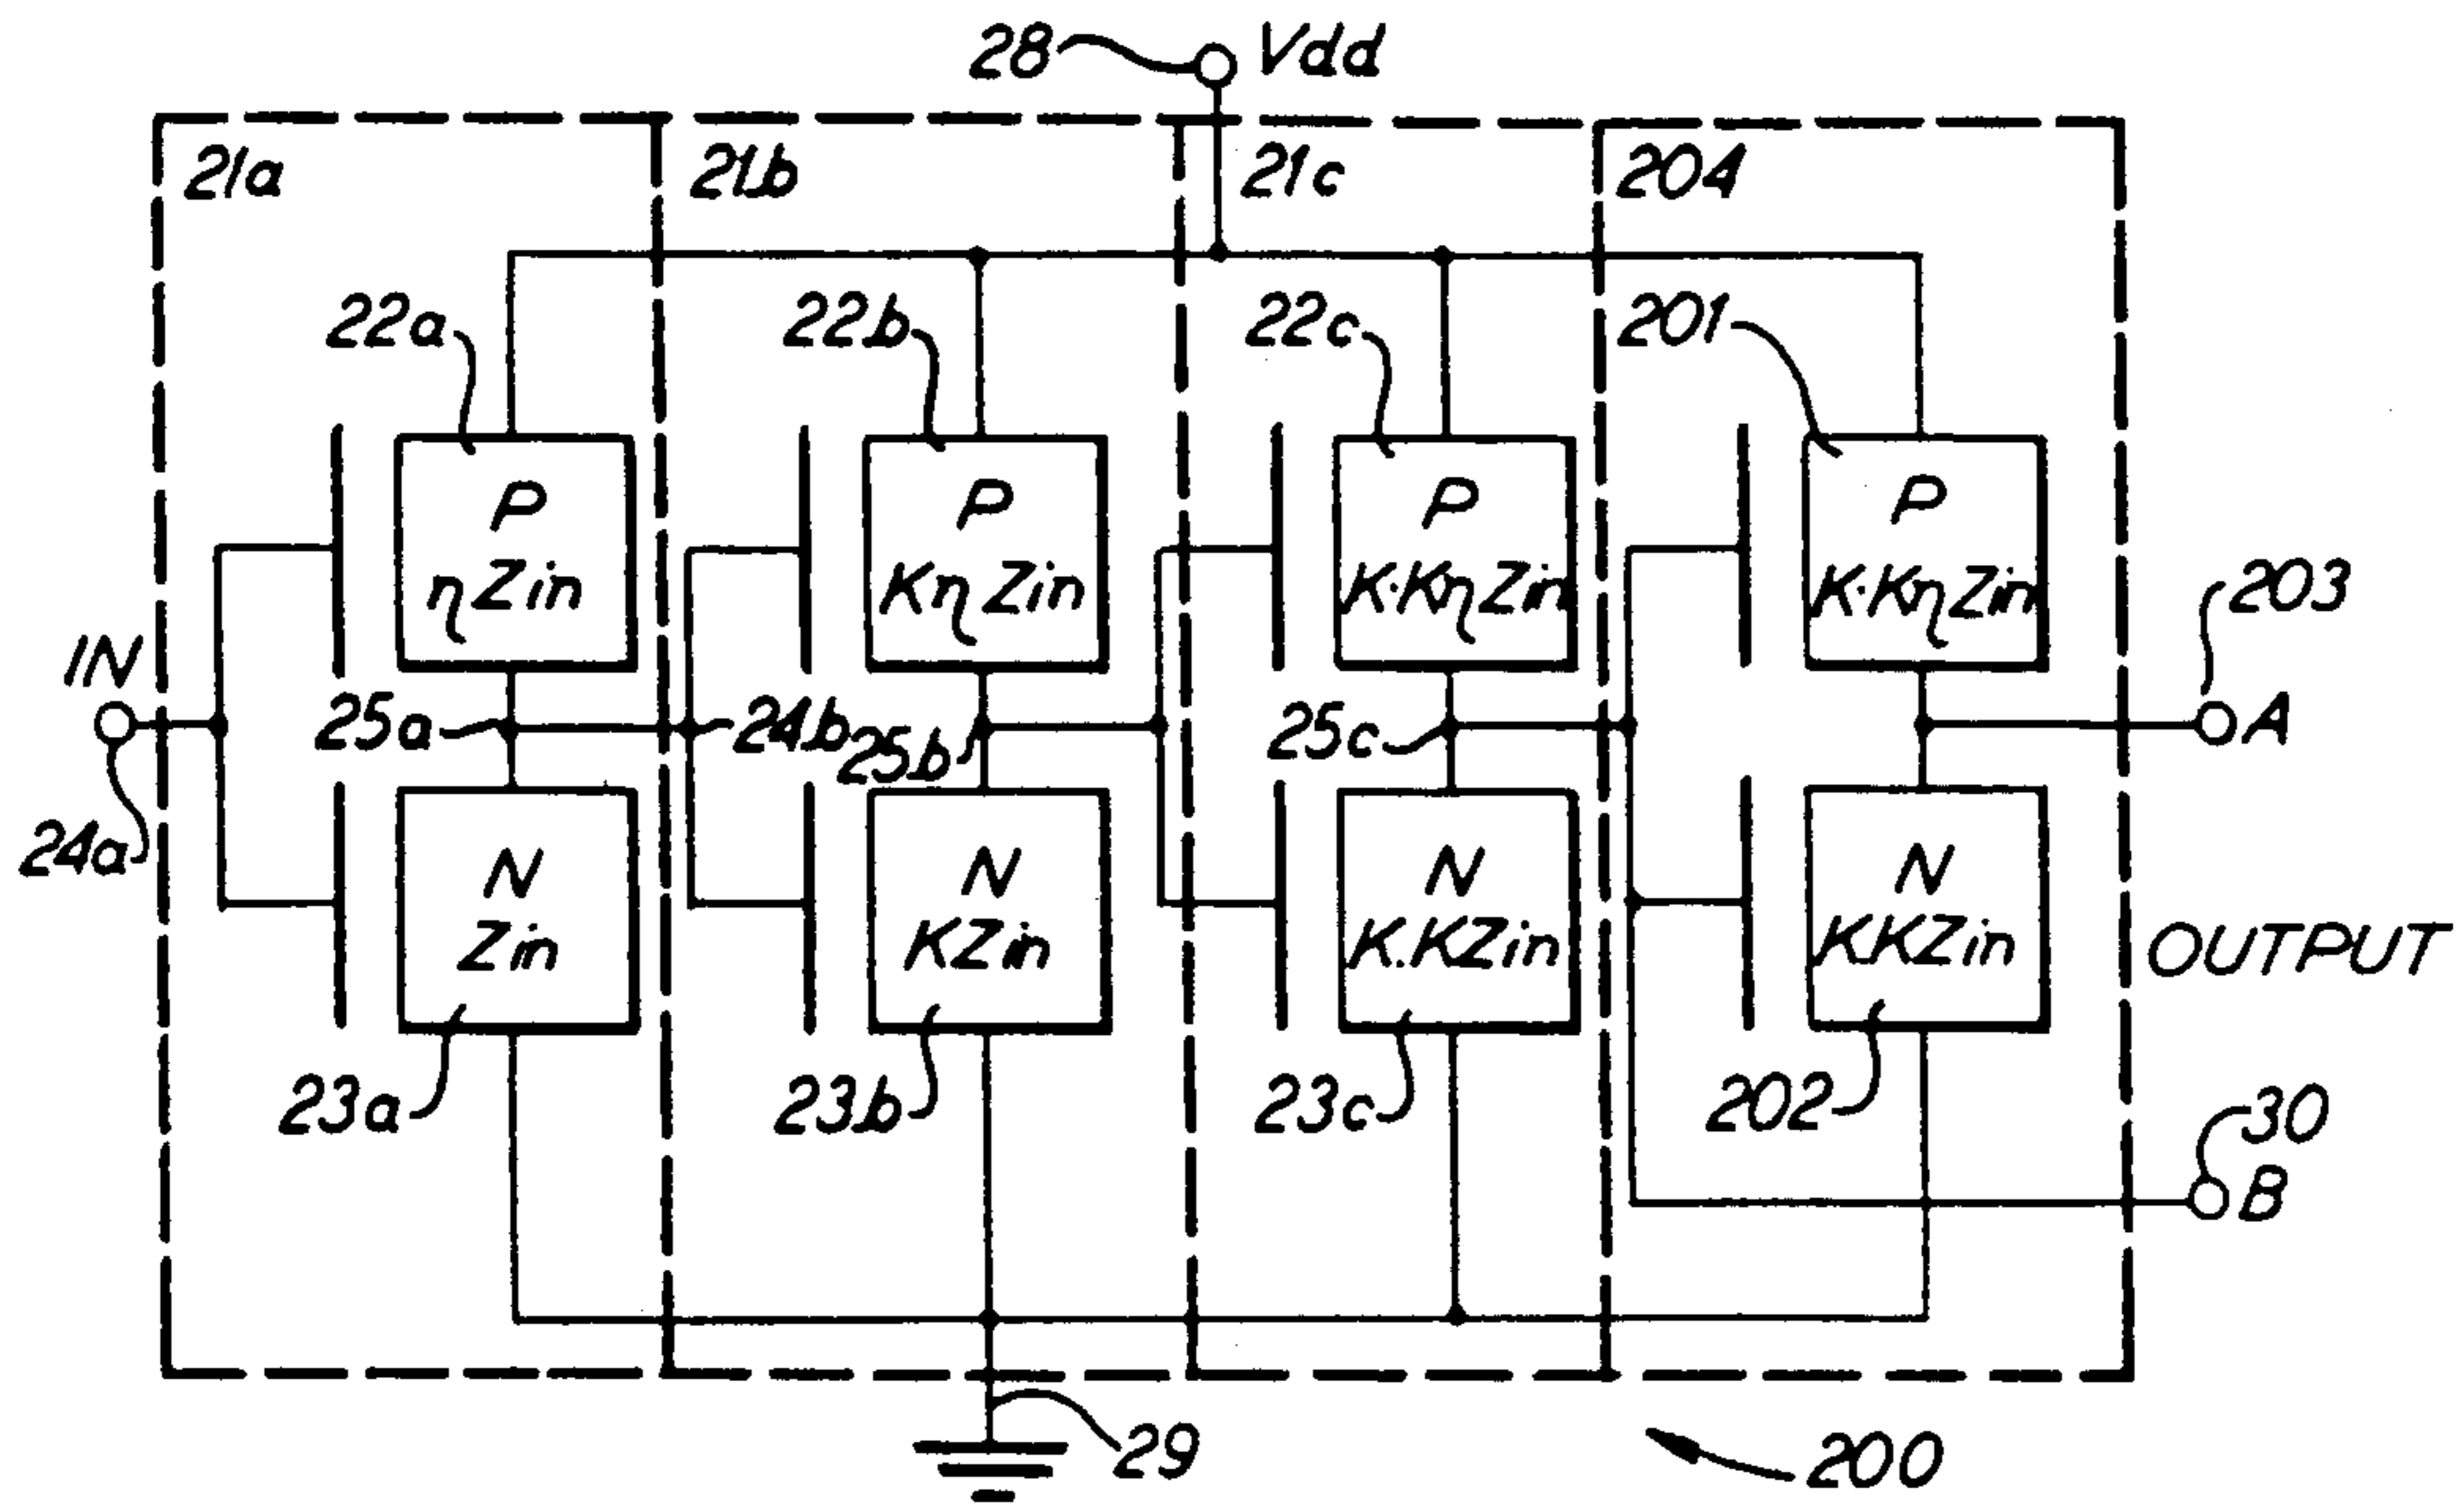 28 Vdd
21a 21b 21c 204
22a 22b 22c 201
P P P P
ηZin KηZin K·KηZin K·KηZin
203
IN
25a 24b 25b 25c A
24a
N N N N
Zin KZin K.KZin KKZin
OUTPUT
23a 23b 23c 202 30
B
29 200